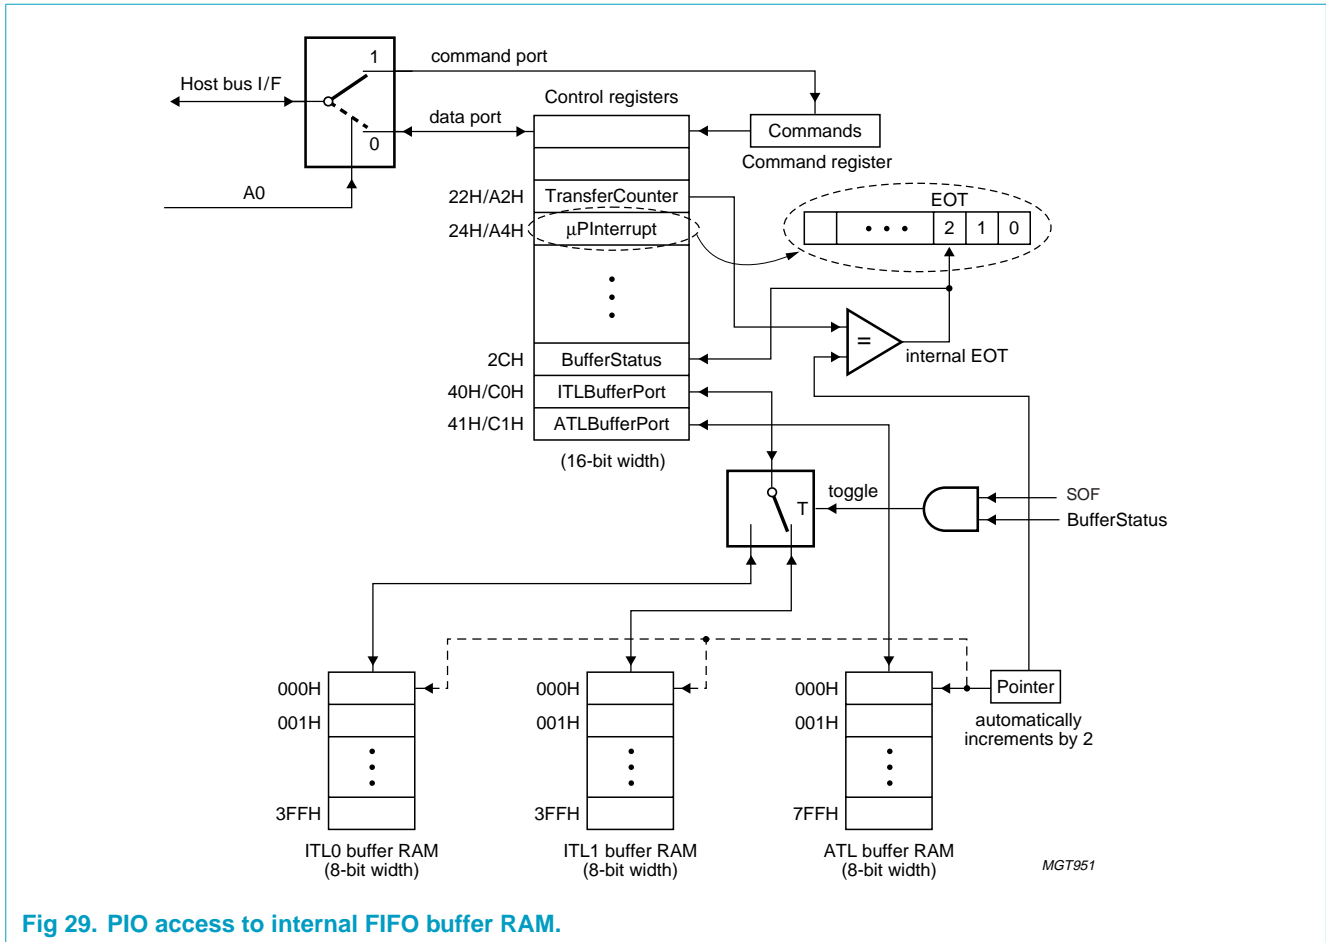 1
command port
Host bus I/F
Control registers
data port
0
Commands
Command register
A0
22H/A2H
TransferCounter
EOT
24H/A4H
µPInterrupt
• • •
2
1
0
=
internal EOT
2CH
BufferStatus
40H/C0H
ITLBufferPort
41H/C1H
ATLBufferPort
(16-bit width)
toggle
T
SOF
BufferStatus
000H
001H
3FFH
ITL0 buffer RAM
(8-bit width)
000H
001H
3FFH
ITL1 buffer RAM
(8-bit width)
000H
001H
7FFH
ATL buffer RAM
(8-bit width)
Pointer
automatically
increments by 2
MGT951
Fig 29. PIO access to internal FIFO buffer RAM.